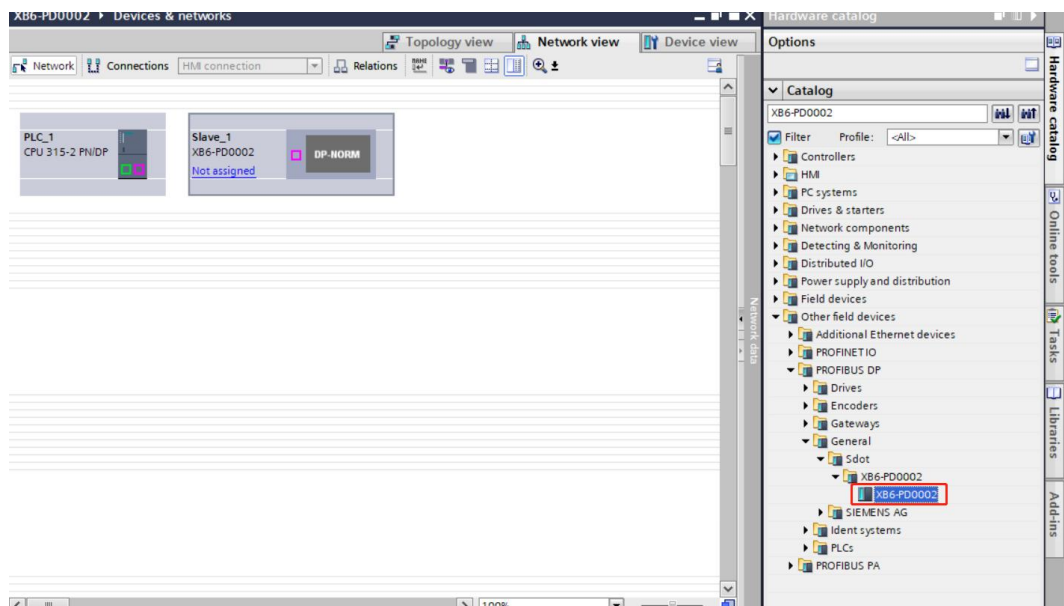 XB6-PD0002 ▸ Devices & networks
Topology view
Network view
Device view
Network
Connections
HMI connection
Relations
PLC_1
CPU 315-2 PN/DP
Slave_1
XB6-PD0002
Not assigned
DP-NORM
100%
Network data
Hardware catalog
Options
Catalog
XB6-PD0002
Filter Profile: <All>
Controllers
HMI
PC systems
Drives & starters
Network components
Detecting & Monitoring
Distributed I/O
Power supply and distribution
Field devices
Other field devices
Additional Ethernet devices
PROFINET IO
PROFIBUS DP
Drives
Encoders
Gateways
General
Sdot
XB6-PD0002
XB6-PD0002
SIEMENS AG
Ident systems
PLCs
PROFIBUS PA
Hardware catalog
Online tools
Tasks
Libraries
Add-ins